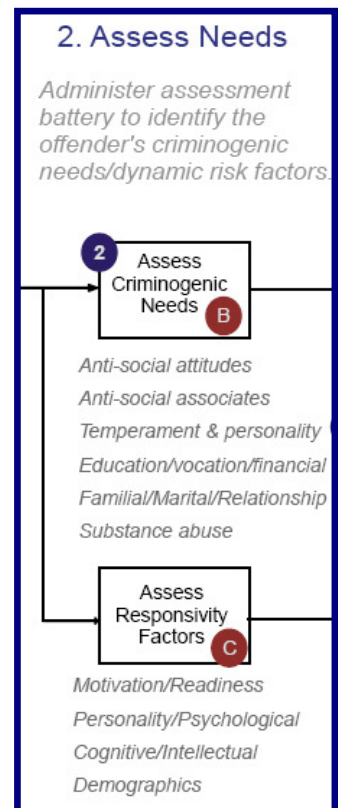 2. Assess Needs
Administer assessment
battery to identify the
offender's criminogenic
needs/dynamic risk factors.
2
Assess
Criminogenic
Needs
B
Anti-social attitudes
Anti-social associates
Temperament & personality
Education/vocation/financial
Familial/Marital/Relationship
Substance abuse
Assess
Responsivity
Factors
C
Motivation/Readiness
Personality/Psychological
Cognitive/Intellectual
Demographics